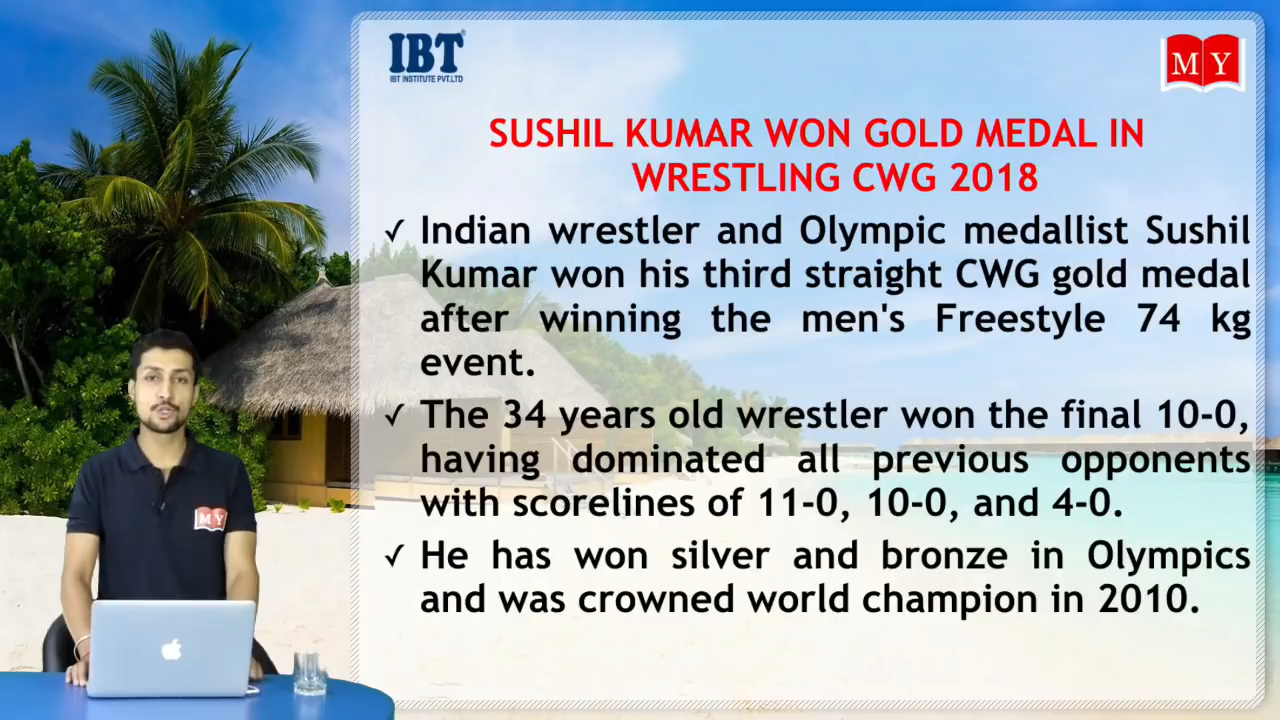 IBT
IBT INSTITUTE PVT.LTD
M Y
SUSHIL KUMAR WON GOLD MEDAL IN
WRESTLING CWG 2018
✓ Indian wrestler and Olympic medallist Sushil
Kumar won his third straight CWG gold medal
after winning the men's Freestyle 74 kg
event.
✓ The 34 years old wrestler won the final 10-0,
having dominated all previous opponents
with scorelines of 11-0, 10-0, and 4-0.
✓ He has won silver and bronze in Olympics
and was crowned world champion in 2010.
M Y